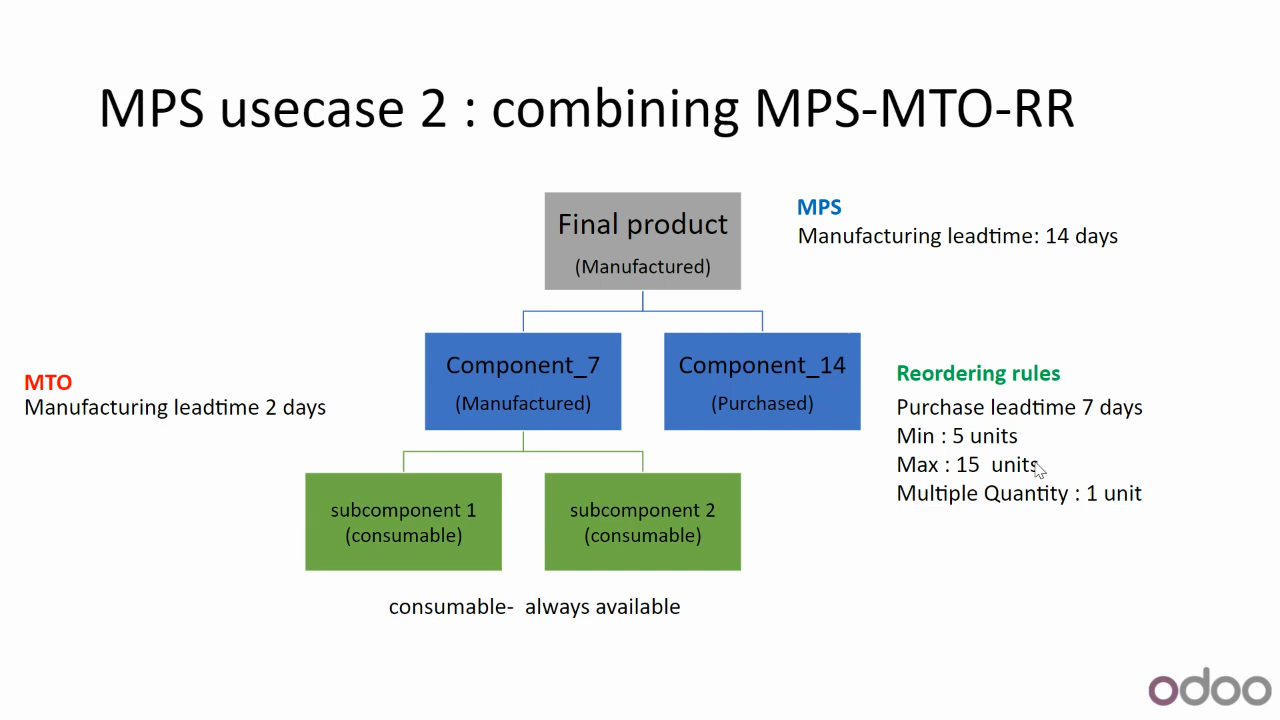 MPS usecase 2 : combining MPS-MTO-RR
Final product
(Manufactured)
MPS
Manufacturing leadtime: 14 days
Component_7
(Manufactured)
Component_14
(Purchased)
MTO
Manufacturing leadtime 2 days
Reordering rules
Purchase leadtime 7 days
Min : 5 units
Max : 15  units
Multiple Quantity : 1 unit
subcomponent 1
(consumable)
subcomponent 2
(consumable)
consumable-  always available
odoo